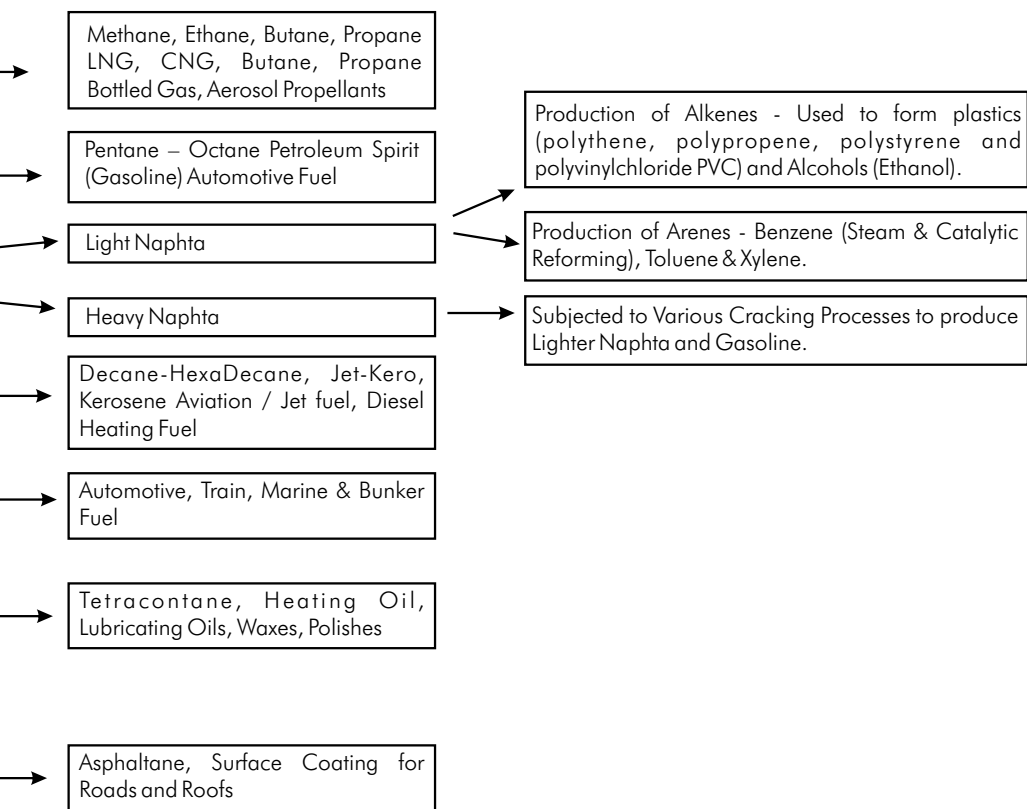 Methane, Ethane, Butane, Propane
LNG, CNG, Butane, Propane
Bottled Gas, Aerosol Propellants
Pentane – Octane Petroleum Spirit
(Gasoline) Automotive Fuel
Light Naphta
Heavy Naphta
Decane-HexaDecane, Jet-Kero,
Kerosene Aviation / Jet fuel, Diesel
Heating Fuel
Automotive, Train, Marine & Bunker
Fuel
Tetracontane, Heating Oil,
Lubricating Oils, Waxes, Polishes
Asphaltane, Surface Coating for
Roads and Roofs
Production of Alkenes - Used to form plastics
(polythene, polypropene, polystyrene and
polyvinylchloride PVC) and Alcohols (Ethanol).
Production of Arenes - Benzene (Steam & Catalytic
Reforming), Toluene & Xylene.
Subjected to Various Cracking Processes to produce
Lighter Naphta and Gasoline.